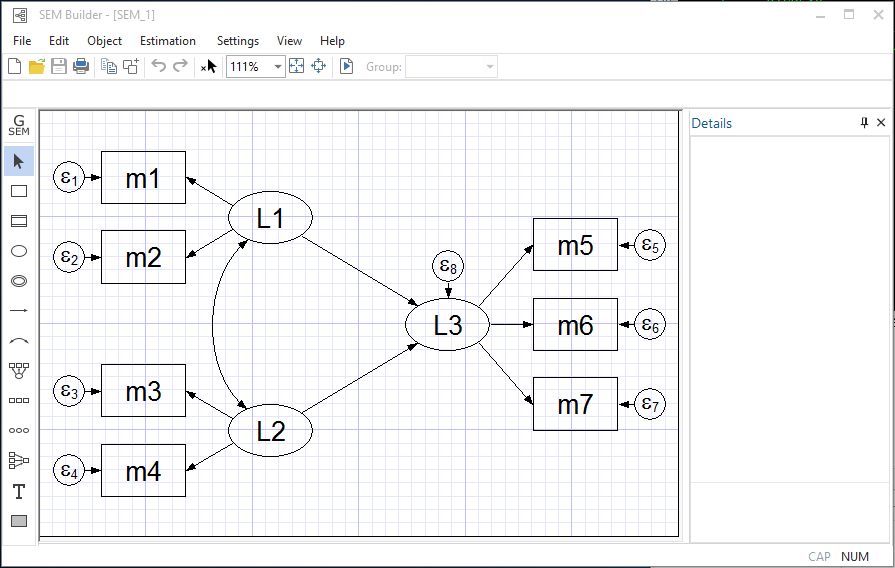 SEM Builder - [SEM_1]
File Edit Object Estimation Settings View Help
111% Group:
G
SEM
Details
ε1 m1
L1
ε2 m2
m5 ε5
ε8
L3
m6 ε6
ε3 m3
m7 ε7
L2
ε4 m4
T
CAP NUM